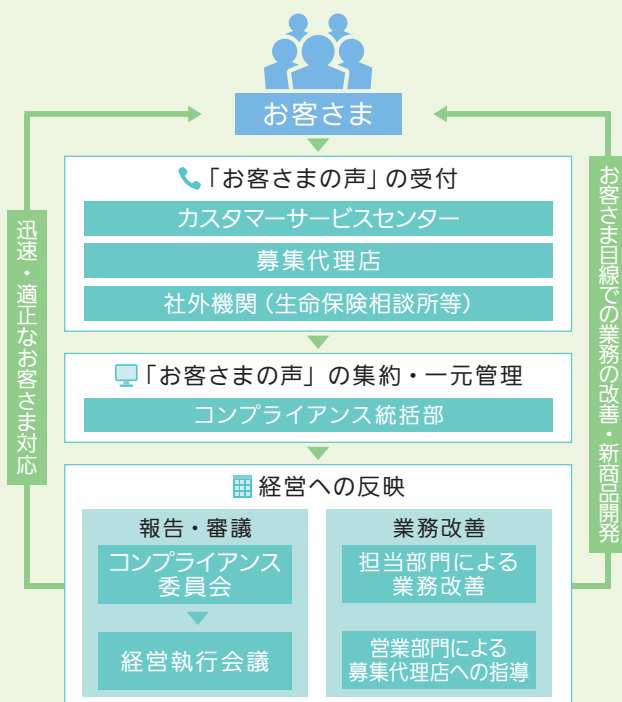 お客さま
「お客さまの声」の受付
カスタマーサービスセンター
募集代理店
社外機関(生命保険相談所等)
「お客さまの声」の集約・一元管理
コンプライアンス統括部
経営への反映
報告・審議
コンプライアンス
委員会
経営執行会議
業務改善
担当部門による
業務改善
営業部門による
募集代理店への指導
迅速・適正なお客さま対応
お客さま目線での業務の改善・新商品開発